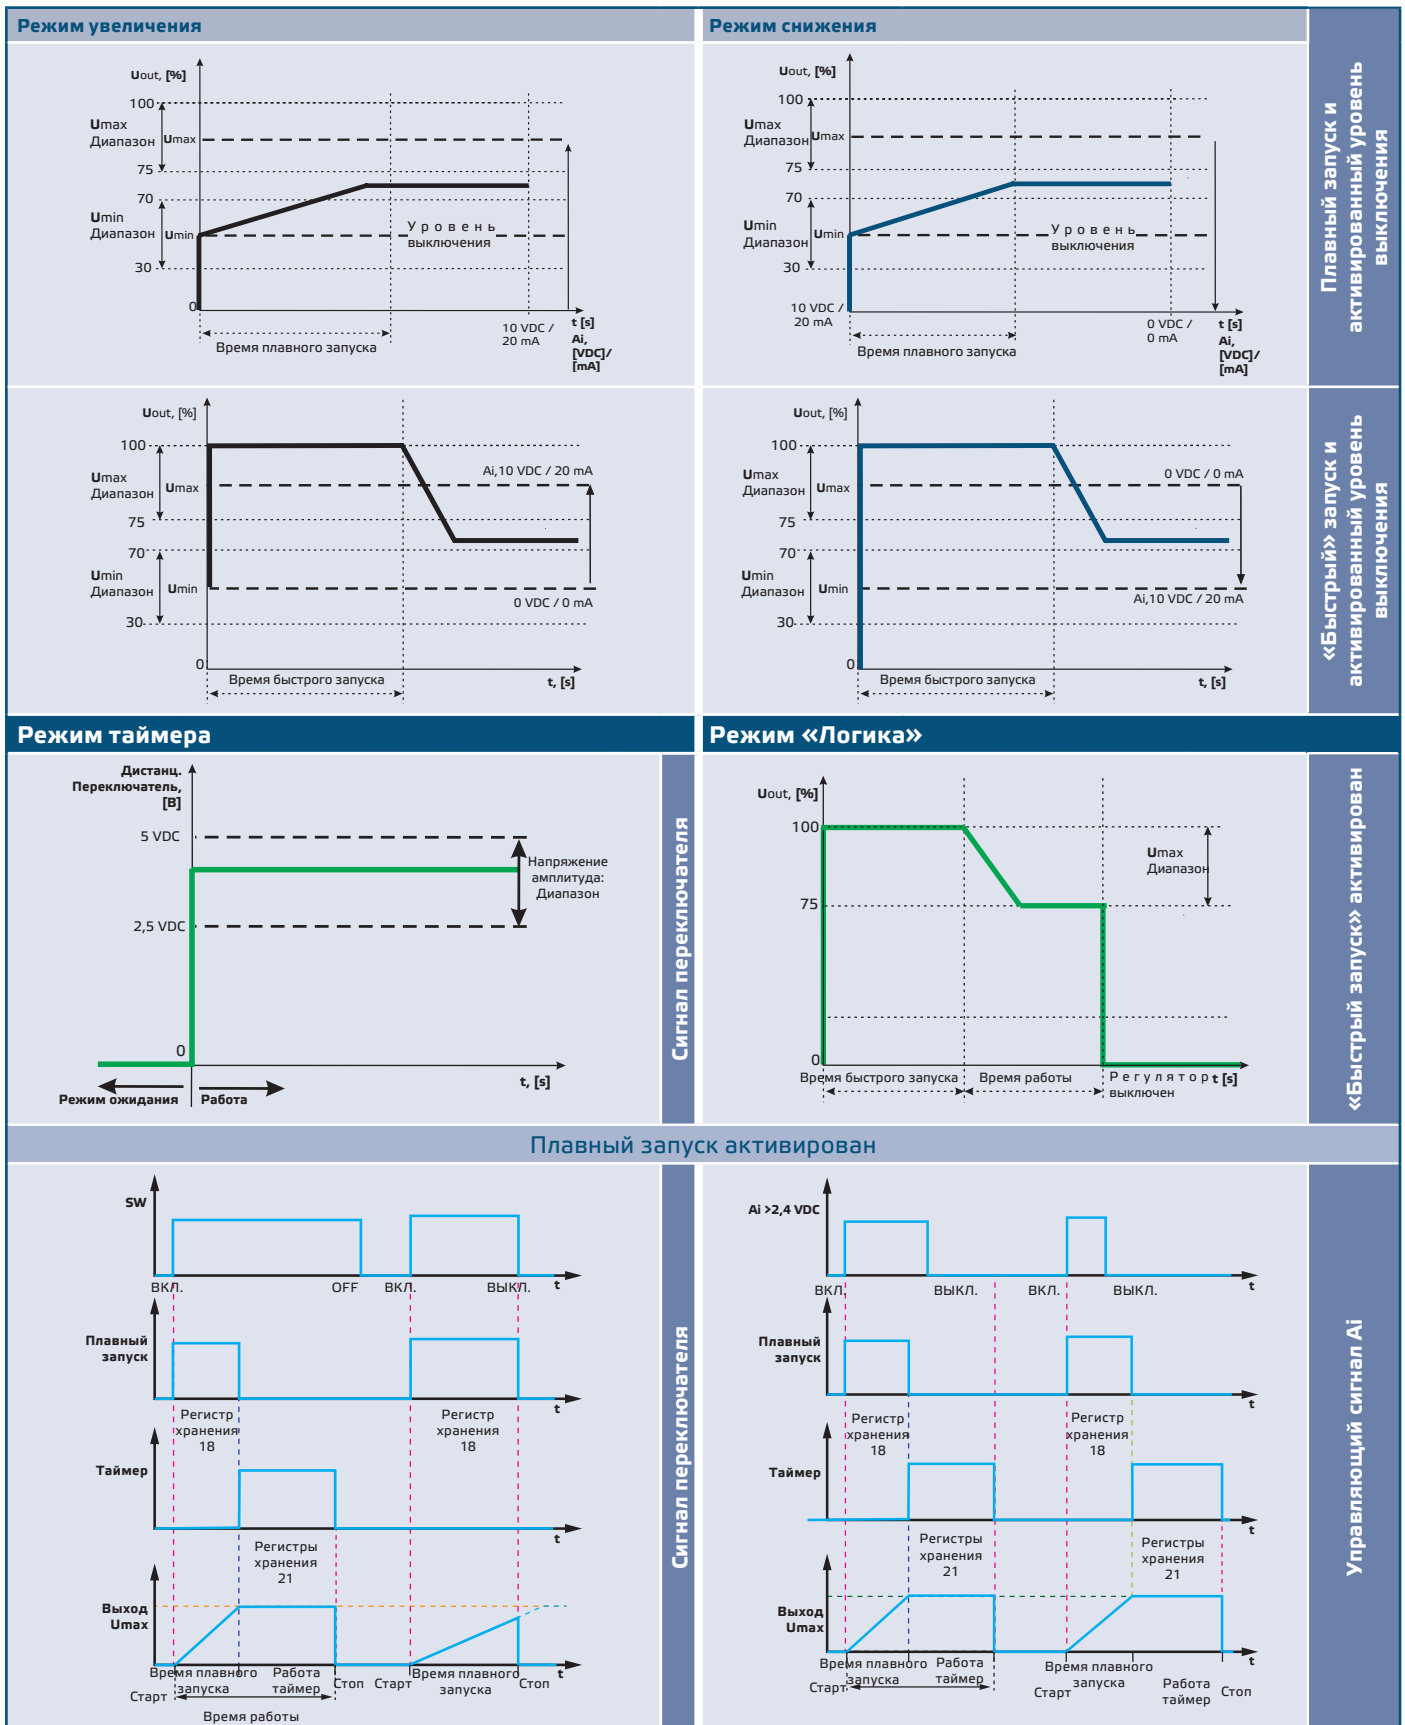 Режим увеличения
Режим снижения
Uout, [%]
100
Umax
Диапазон
Umax
75
70
Umin
Диапазон
Umin
30
0
У р о в е н ь
выключения
Время плавного запуска
10 VDC /
20 mA
t [s]
Ai,
[VDC]/
[mA]
Uout, [%]
100
Umax
Диапазон
Umax
75
70
Umin
Диапазон
Umin
30
10 VDC /
20 mA
У р о в е н ь
выключения
Время плавного запуска
0 VDC /
0 mA
t [s]
Ai,
[VDC]/
[mA]
Плавный запуск и
активированный уровень
выключения
Uout, [%]
100
Umax
Диапазон
Umax
75
70
Umin
Диапазон
Umin
30
0
Ai,10 VDC / 20 mA
0 VDC / 0 mA
Время быстрого запуска
t, [s]
Uout, [%]
100
Umax
Диапазон
Umax
75
70
Umin
Диапазон
Umin
30
0
0 VDC / 0 mA
Ai,10 VDC / 20 mA
Время быстрого запуска
t, [s]
«Быстрый» запуск и
активированный уровень
выключения
Режим таймера
Режим «Логика»
Дистанц.
Переключатель,
[В]
5 VDC
2,5 VDC
0
Напряжение
амплитуда:
Диапазон
t, [s]
Режим ожидания
Работа
Сигнал переключателя
Uout, [%]
100
75
0
Umax
Диапазон
Время быстрого запуска
Время работы
Р е г у л я т о р
выключен
t [s]
«Быстрый запуск» активирован
Плавный запуск активирован
SW
ВКЛ.
OFF
ВКЛ.
ВЫКЛ.
t
Плавный
запуск
t
Регистр
хранения
18
Регистр
хранения
18
Таймер
t
Регистры
хранения
21
Выход
Umax
t
Время плавного
запуска
Работа
таймер
Стоп
Старт
Время плавного
запуска
Стоп
Старт
Время работы
Сигнал переключателя
Ai >2,4 VDC
ВКЛ.
ВЫКЛ.
ВКЛ.
ВЫКЛ.
t
Плавный
запуск
t
Регистр
хранения
18
Регистр
хранения
18
Таймер
t
Регистры
хранения
21
Регистры
хранения
21
Выход
Umax
t
Время плавного
запуска
Работа
таймер
Старт
Время плавного
запуска
Старт
Работа
таймер
Стоп
Управляющий сигнал Ai